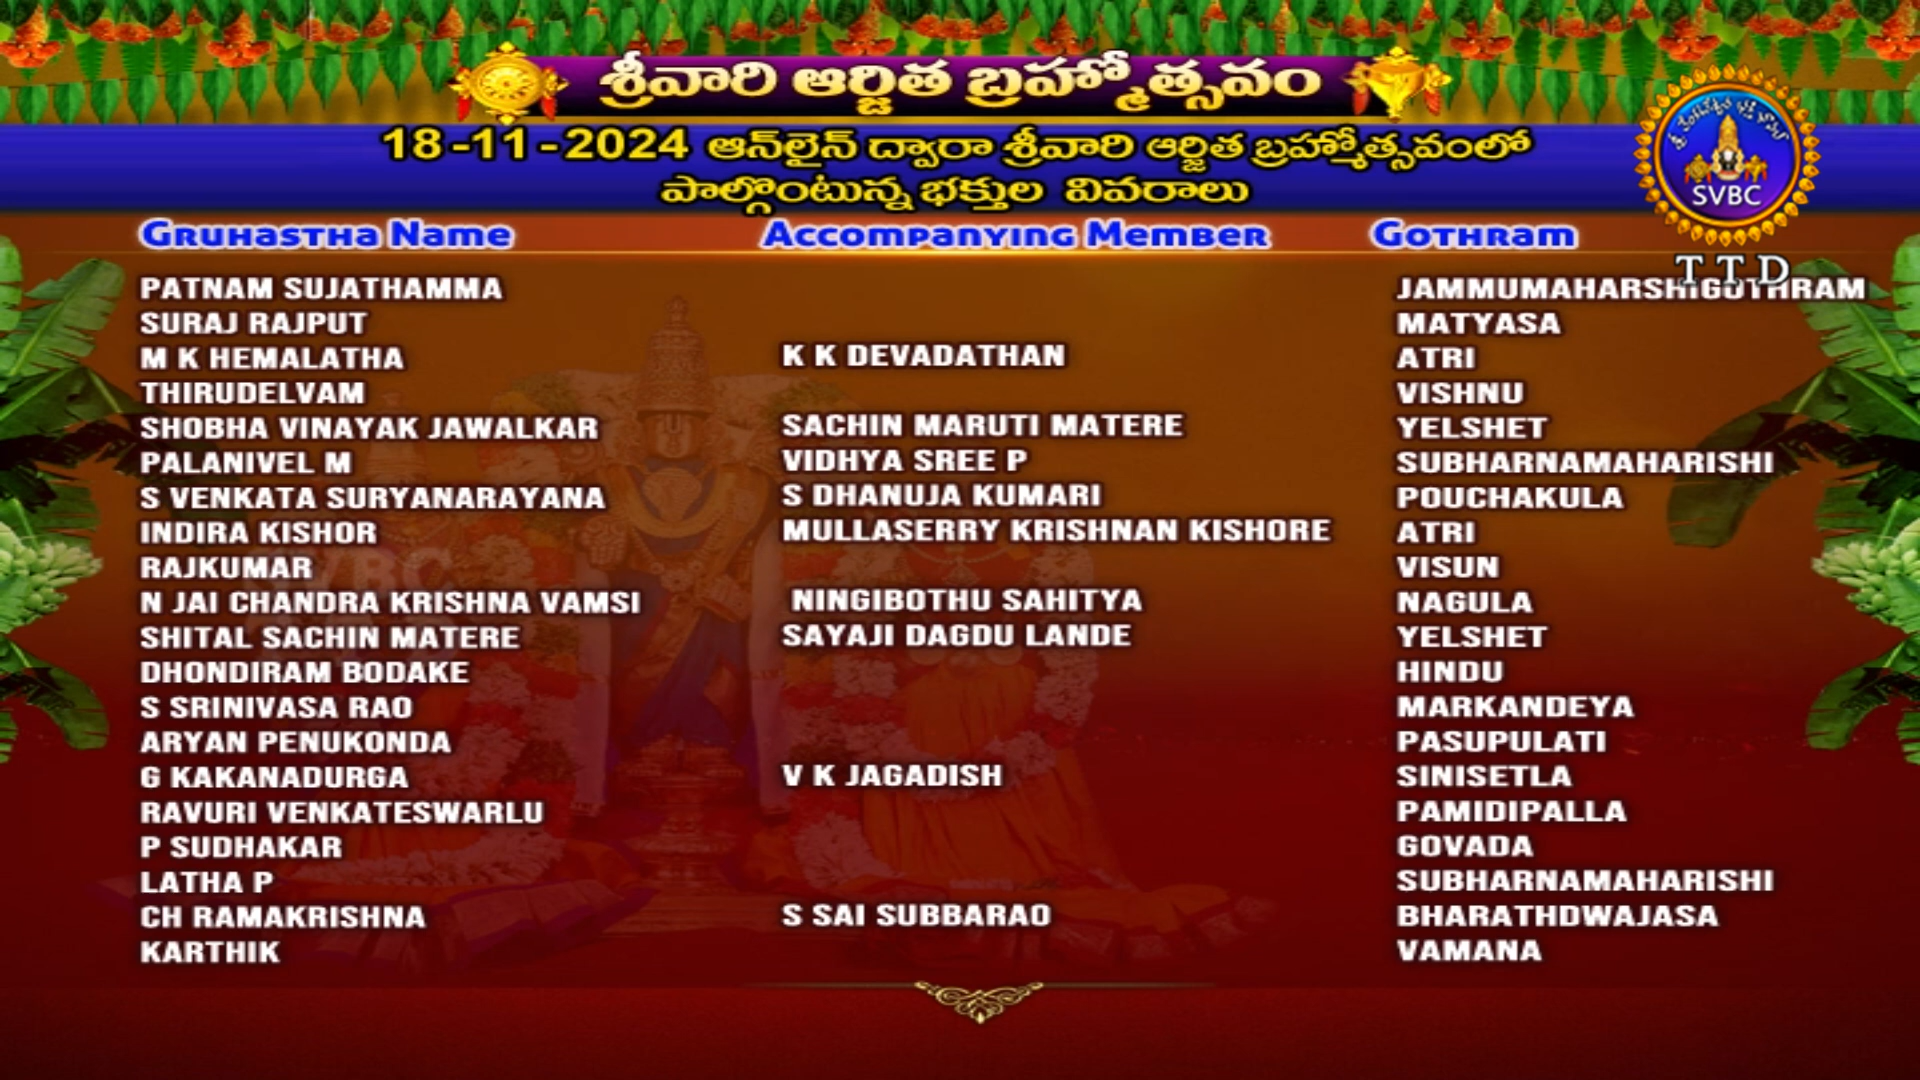 శ్రీవారి ఆర్జిత బ్రహ్మోత్సవం
18-11-2024 ఆన్‌లైన్ ద్వారా శ్రీవారి ఆర్జిత బ్రహ్మోత్సవంలో
పాల్గొంటున్న భక్తుల వివరాలు
SVBC
TTD
Gruhastha Name Accompanying Member Gothram
PATNAM SUJATHAMMA JAMMUMAHARSHIGOTHRAM
SURAJ RAJPUT MATYASA
M K HEMALATHA K K DEVADATHAN ATRI
THIRUDELVAM VISHNU
SHOBHA VINAYAK JAWALKAR SACHIN MARUTI MATERE YELSHET
PALANIVEL M VIDHYA SREE P SUBHARNAMAHARISHI
S VENKATA SURYANARAYANA S DHANUJA KUMARI POUCHAKULA
INDIRA KISHOR MULLASERRY KRISHNAN KISHORE ATRI
RAJKUMAR VISUN
N JAI CHANDRA KRISHNA VAMSI NINGIBOTHU SAHITYA NAGULA
SHITAL SACHIN MATERE SAYAJI DAGDU LANDE YELSHET
DHONDIRAM BODAKE HINDU
S SRINIVASA RAO MARKANDEYA
ARYAN PENUKONDA PASUPULATI
G KAKANADURGA V K JAGADISH SINISETLA
RAVURI VENKATESWARLU PAMIDIPALLA
P SUDHAKAR GOVADA
LATHA P SUBHARNAMAHARISHI
CH RAMAKRISHNA S SAI SUBBARAO BHARATHDWAJASA
KARTHIK VAMANA